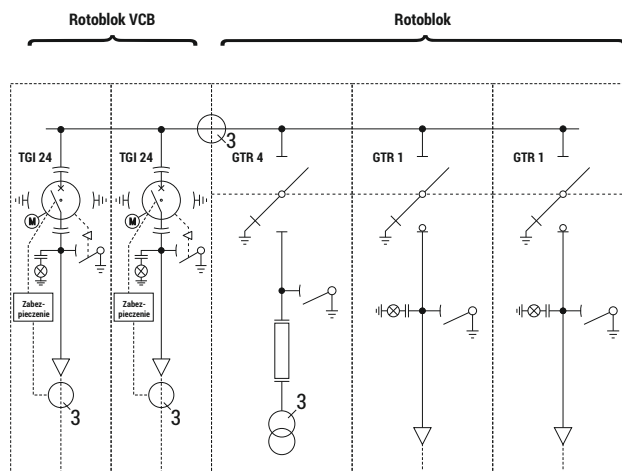 Rotoblok VCB
Rotoblok
TGI 24
TGI 24
3
GTR 4
GTR 1
GTR 1
M
M
Zabez-
pieczenie
Zabez-
pieczenie
3
3
3